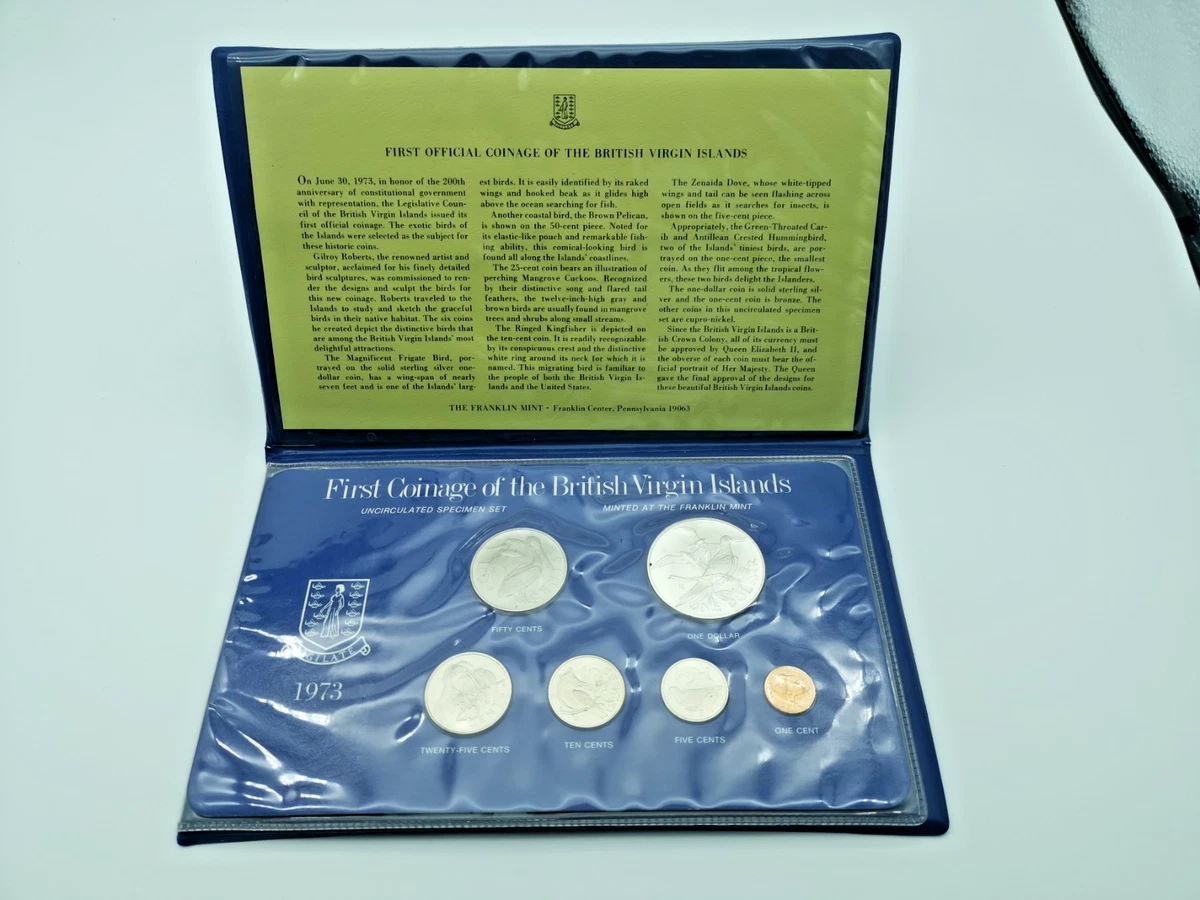 FIRST OFFICIAL COINAGE OF THE BRITISH VIRGIN ISLANDS
On June 30, 1973, in honor of the 200th
anniversary of constitutional government
with representation, the Legislative Coun-
cil of the British Virgin Islands issued its
first official coinage. The exotic birds of
the Islands were selected as the subject for
these historic coins.
Gilroy Roberts, the renowned artist and
sculptor, acclaimed for his finely detailed
bird sculptures, was commissioned to ren-
der the designs and sculpt the birds for
this new coinage. Roberts traveled to the
Islands to study and sketch the graceful
birds in their native habitat. The six coins
he created depict the distinctive birds that
are among the British Virgin Islands' most
delightful attractions.
The Magnificent Frigate Bird, por-
trayed on the solid sterling silver one-
dollar coin, has a wing-span of nearly
seven feet and is one of the Islands' larg-
est birds. It is easily identified by its raked
wings and hooked beak as it glides high
above the ocean searching for fish.
Another coastal bird, the Brown Pelican,
is shown on the 50-cent piece. Noted for
its elastic-like pouch and remarkable fish-
ing ability, this comical-looking bird is
found all along the Islands' coastlines.
The 25-cent coin bears an illustration of
perching Mangrove Cuckoos. Recognized
by their distinctive song and flared tail
feathers, the twelve-inch-high gray and
brown birds are usually found in mangrove
trees and shrubs along small streams.
The Ringed Kingfisher is depicted on
the ten-cent coin. It is readily recognizable
by its conspicuous crest and the distinctive
white ring around its neck for which it is
named. This migrating bird is familiar to
the people of both the British Virgin Is-
lands and the United States.
The Zenaida Dove, whose white-tipped
wings and tail can be seen flashing across
open fields as it searches for insects, is
shown on the five-cent piece.
Appropriately, the Green-Throated Car-
ib and Antillean Crested Hummingbird,
two of the Islands' tiniest birds, are por-
trayed on the one-cent piece, the smallest
coin. As they flit among the tropical flow-
ers, these two birds delight the Islanders.
The one-dollar coin is solid sterling sil-
ver and the one-cent coin is bronze. The
other coins in this uncirculated specimen
set are cupro-nickel.
Since the British Virgin Islands is a Brit-
ish Crown Colony, all of its currency must
be approved by Queen Elizabeth II, and
the obverse of each coin must bear the of-
ficial portrait of Her Majesty. The Queen
gave the final approval of the designs for
these beautiful British Virgin Islands coins.
THE FRANKLIN MINT · Franklin Center, Pennsylvania 19063
First Coinage of the British Virgin Islands
UNCIRCULATED SPECIMEN SET
MINTED AT THE FRANKLIN MINT
FIFTY CENTS
ONE DOLLAR
VIGILATE
1973
TWENTY-FIVE CENTS
TEN CENTS
FIVE CENTS
ONE CENT